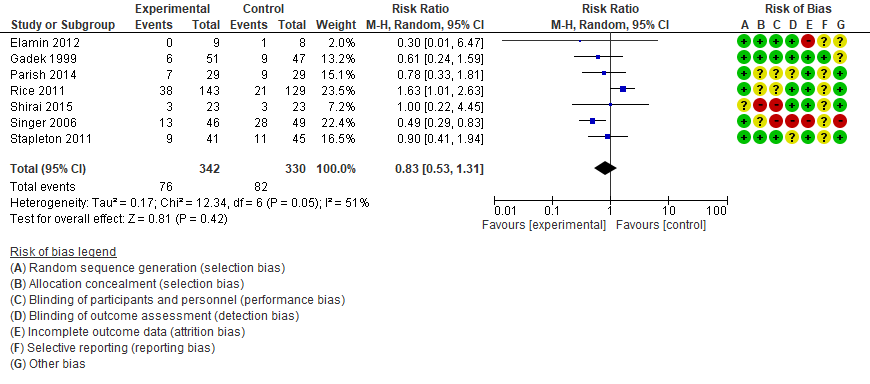 Experimental Control Risk Ratio Risk Ratio Risk of Bias
Study or Subgroup Events Total Events Total Weight M-H, Random, 95% CI M-H, Random, 95% CI A B C D E F G
Elamin 2012 0 9 1 8 2.0% 0.30 [0.01, 6.47] + + + + - ? ?
Gadek 1999 6 51 9 47 13.2% 0.61 [0.24, 1.59] + ? ? + + ? +
Parish 2014 7 29 9 29 15.2% 0.78 [0.33, 1.81] + ? ? ? + + +
Rice 2011 38 143 21 129 23.5% 1.63 [1.01, 2.63] + + + + + + +
Shirai 2015 3 23 3 23 7.2% 1.00 [0.22, 4.45] ? - - + + ? +
Singer 2006 13 46 28 49 22.4% 0.49 [0.29, 0.83] + ? - - - ? -
Stapleton 2011 9 41 11 45 16.5% 0.90 [0.41, 1.94] + + + ? + ? +
Total (95% CI) 342 330 100.0% 0.83 [0.53, 1.31]
Total events 76 82
Heterogeneity: Tau² = 0.17; Chi² = 12.34, df = 6 (P = 0.05); I² = 51%
Test for overall effect: Z = 0.81 (P = 0.42)
0.01 0.1 1 10 100
Favours [experimental] Favours [control]
Risk of bias legend
(A) Random sequence generation (selection bias)
(B) Allocation concealment (selection bias)
(C) Blinding of participants and personnel (performance bias)
(D) Blinding of outcome assessment (detection bias)
(E) Incomplete outcome data (attrition bias)
(F) Selective reporting (reporting bias)
(G) Other bias